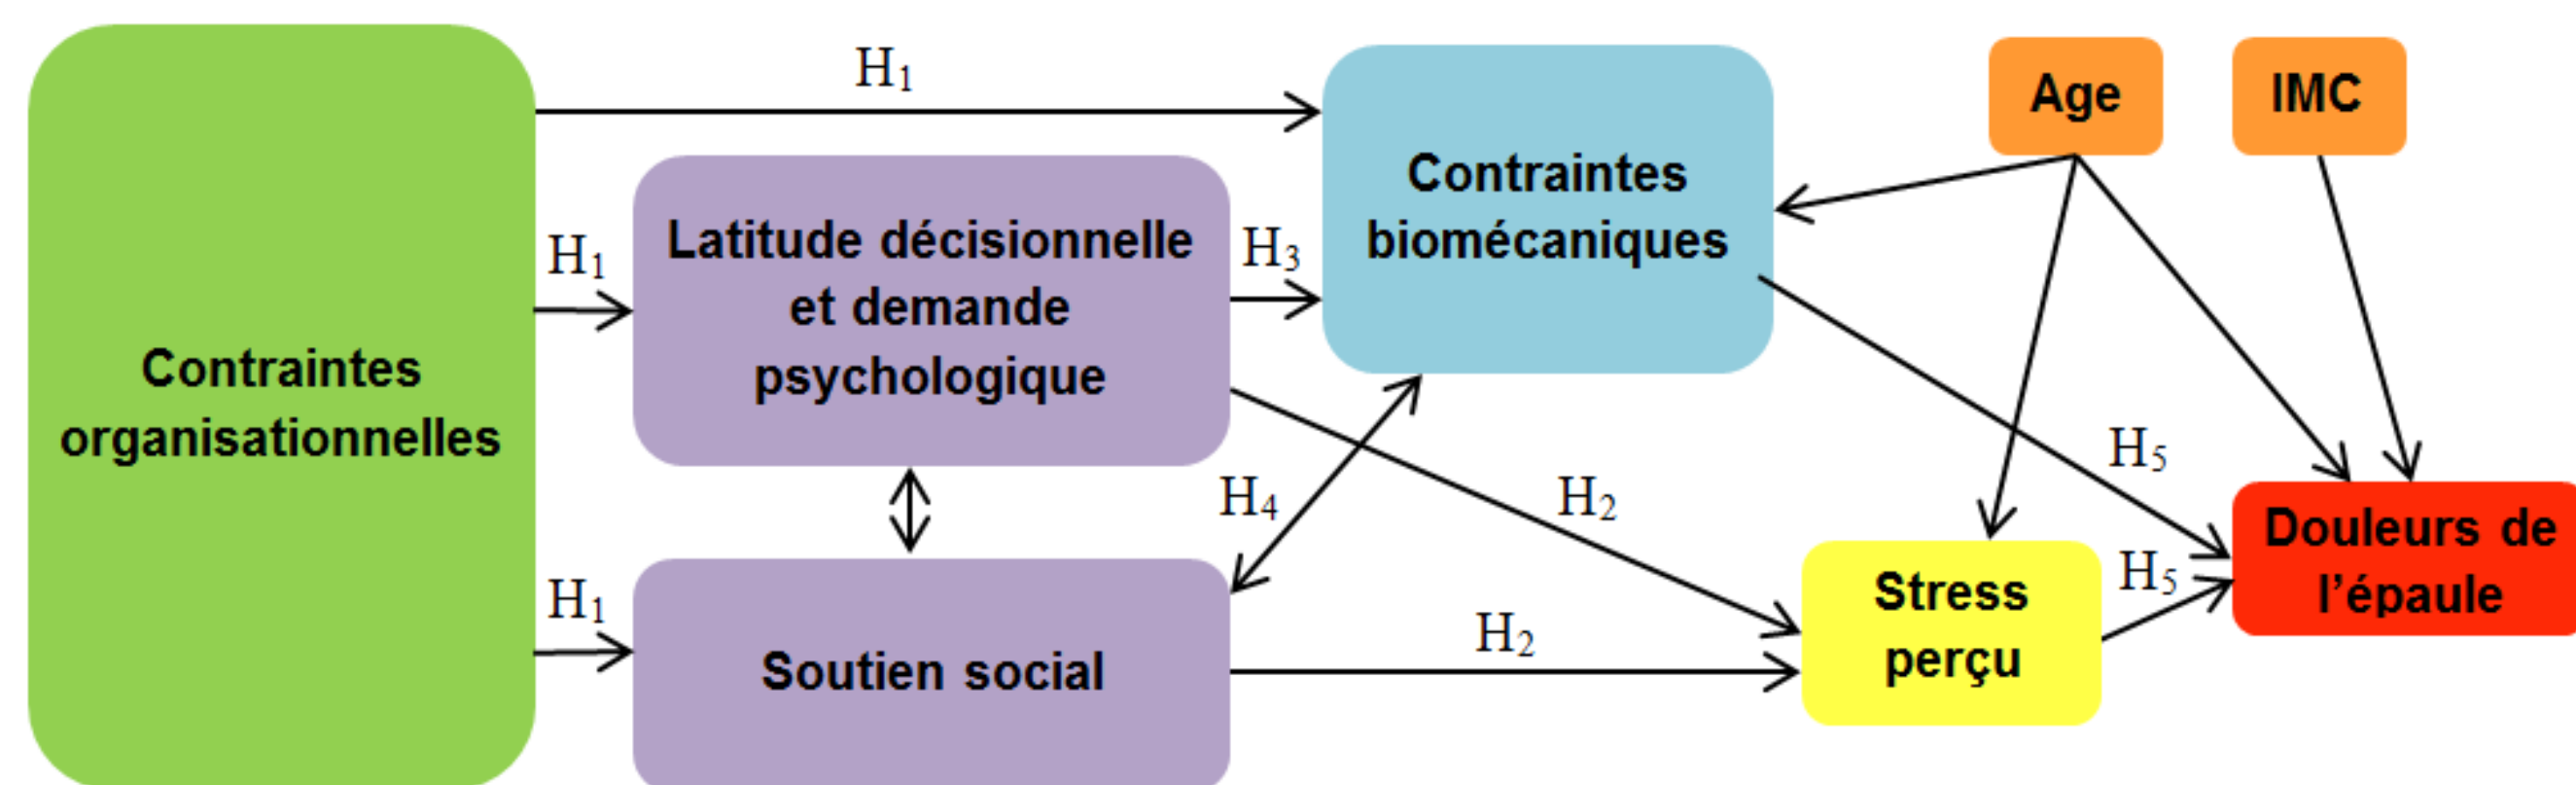 Contraintes
organisationnelles
H1
H1
H1
Latitude décisionnelle
et demande
psychologique
Soutien social
H3
H4
H2
H2
Contraintes
biomécaniques
Age
IMC
H5
H5
Stress
perçu
Douleurs de
l’épaule